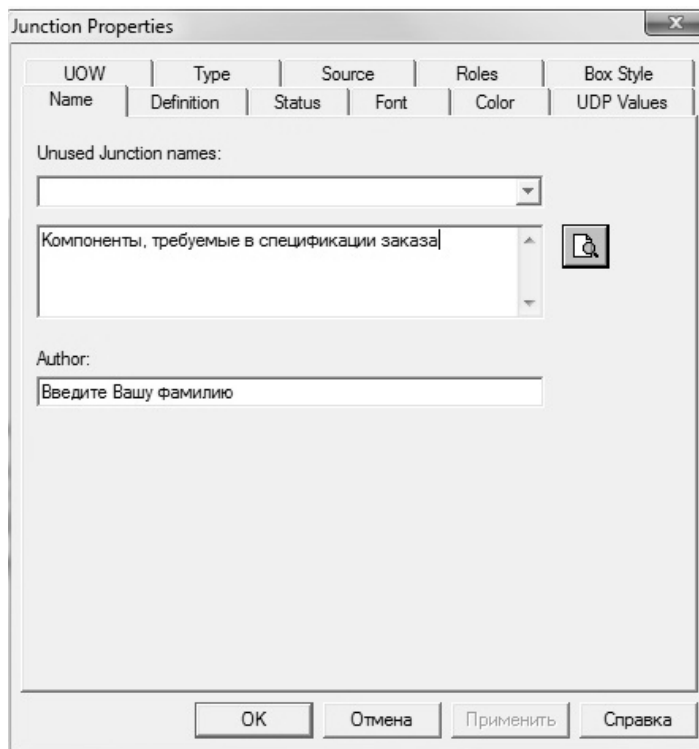 Junction Properties
UOW Type Source Roles Box Style
Name Definition Status Font Color UDP Values
Unused Junction names:
Компоненты, требуемые в спецификации заказа
Author:
Введите Вашу фамилию
OK Отмена Применить Справка